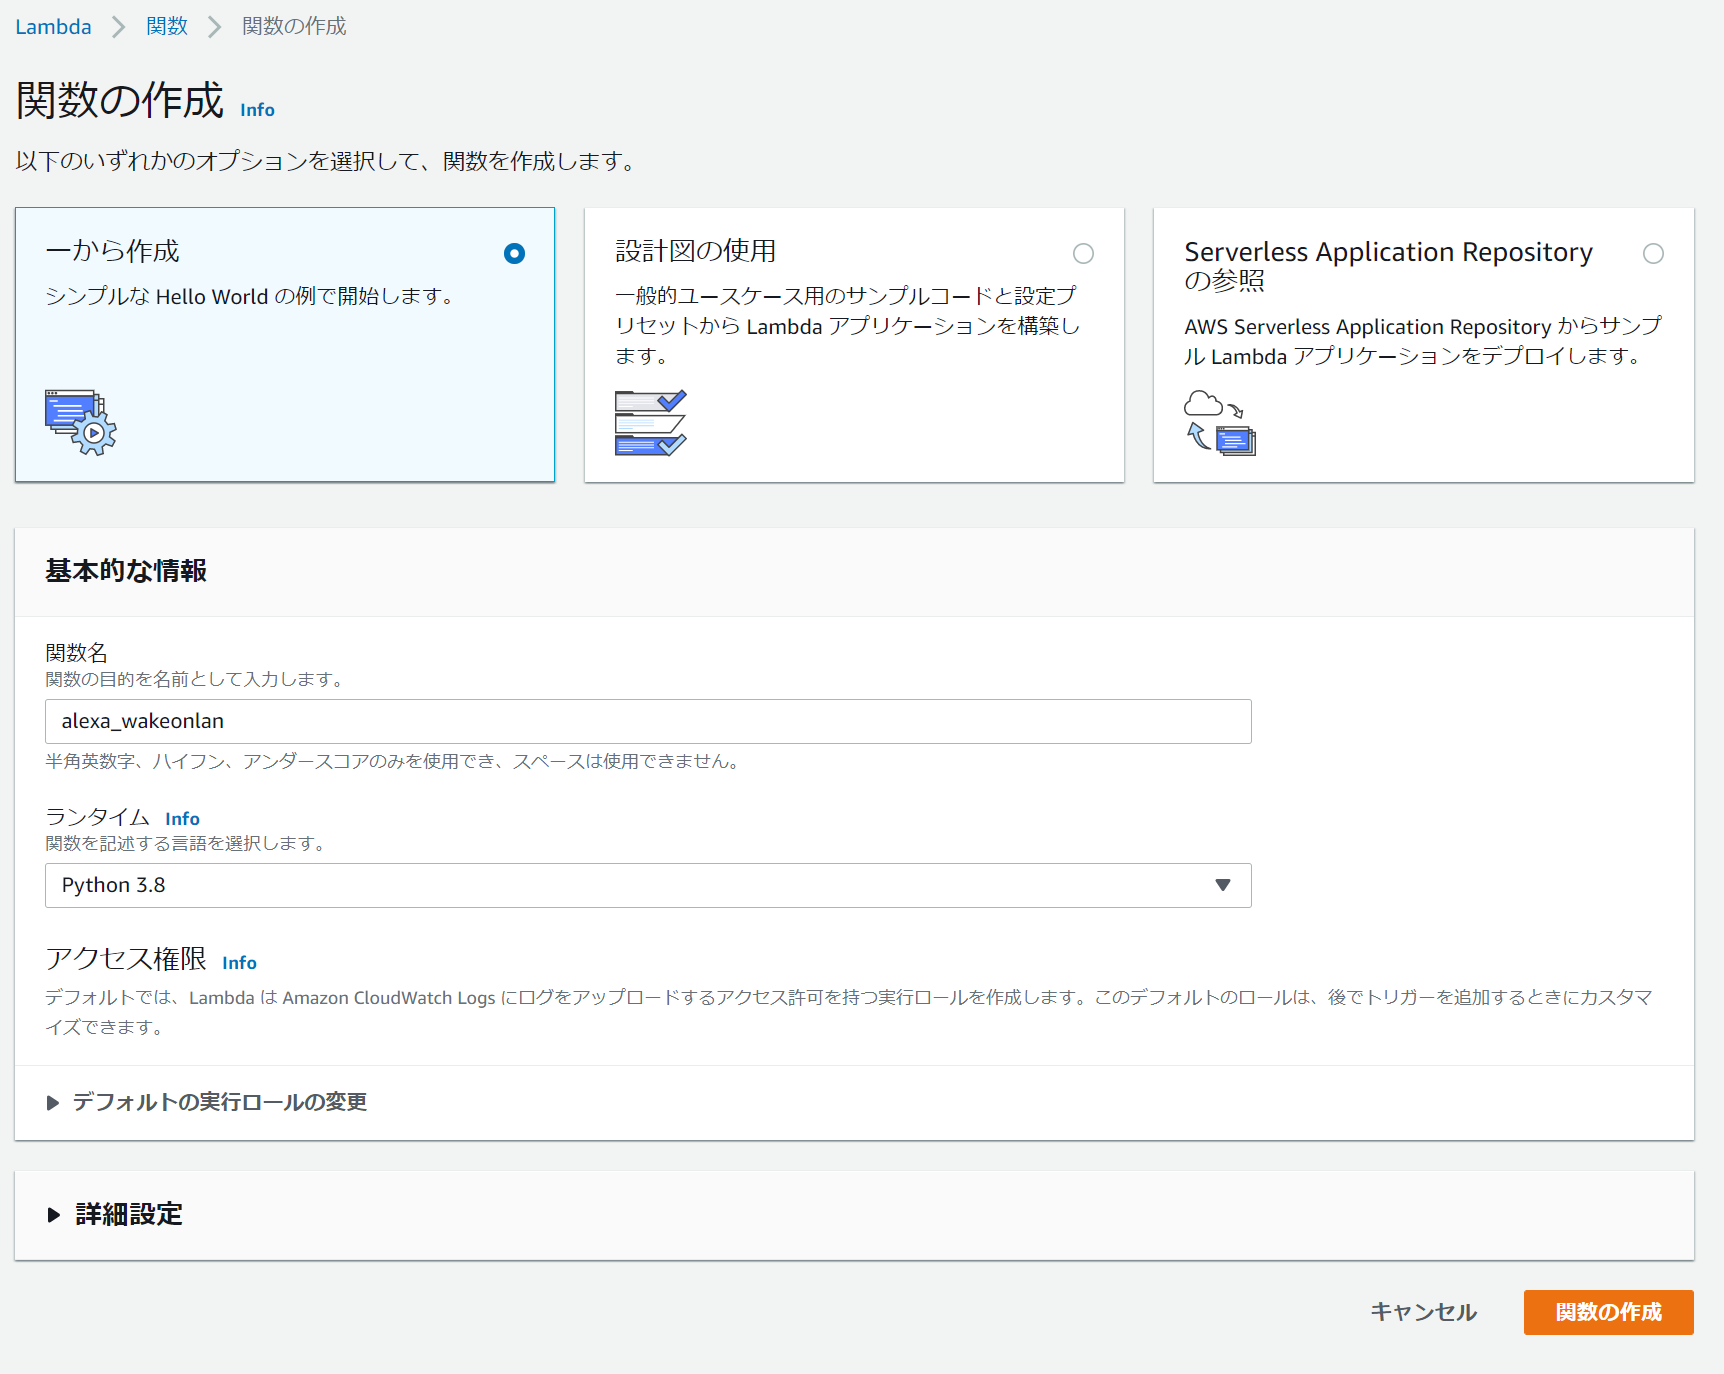 Lambda > 関数 > 関数の作成
関数の作成 Info
以下のいずれかのオプションを選択して、関数を作成します。
一から作成
シンプルな Hello World の例で開始します。
設計図の使用
一般的ユースケース用のサンプルコードと設定プ
リセットから Lambda アプリケーションを構築し
ます。
Serverless Application Repository
の参照
AWS Serverless Application Repository からサンプ
ル Lambda アプリケーションをデプロイします。
基本的な情報
関数名
関数の目的を名前として入力します。
alexa_wakeonlan
半角英数字、ハイフン、アンダースコアのみを使用でき、スペースは使用できません。
ランタイム Info
関数を記述する言語を選択します。
Python 3.8
アクセス権限 Info
デフォルトでは、Lambda は Amazon CloudWatch Logs にログをアップロードするアクセス許可を持つ実行ロールを作成します。このデフォルトのロールは、後でトリガーを追加するときにカスタマ
イズできます。
デフォルトの実行ロールの変更
詳細設定
キャンセル
関数の作成